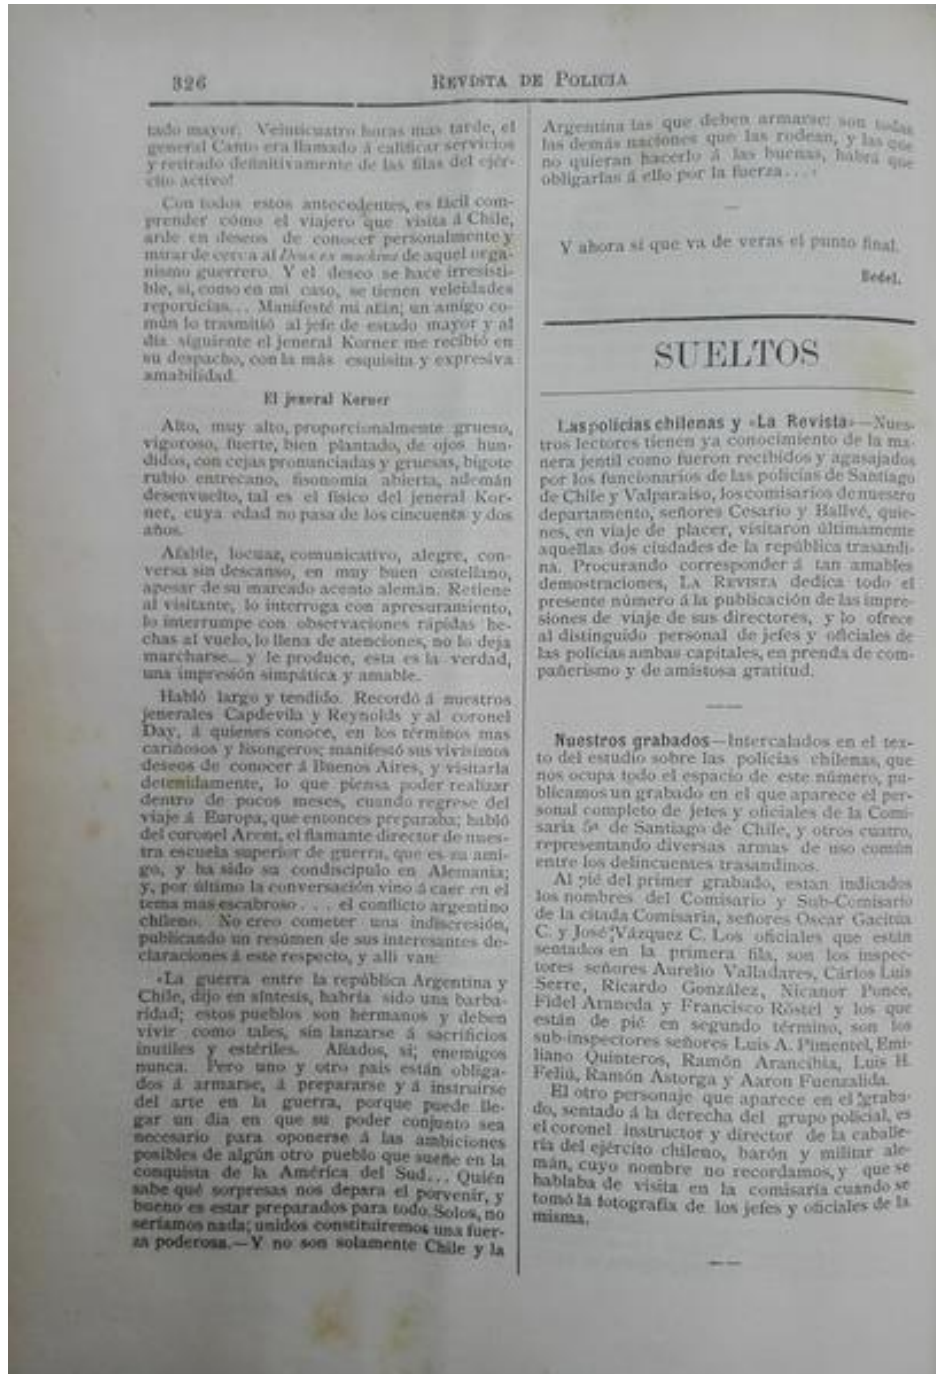 326
REVISTA DE POLICIA
tado mayor. Veinticuatro horas mas tarde, el
general Canto era llamado á calificar servicios
y retirado definitivamente de las filas del ejér-
cito activo!
Con todos estos antecedentes, es fácil com-
prender cómo el viajero que visita á Chile,
arde en deseos de conocer personalmente y
mirar de cerca al Deus ex machina de aquel orga-
nismo guerrero. Y el deseo se hace irresisti-
ble, si, como en mi caso, se tienen veleidades
reporticias... Manifesté mi afán; un amigo co-
mún lo trasmitió al jefe de estado mayor y al
día siguiente el jeneral Korner me recibió en
su despacho, con la más esquisita y expresiva
amabilidad.
El jeneral Korner
Alto, muy alto, proporcionalmente grueso,
vigoroso, fuerte, bien plantado, de ojos hun-
didos, con cejas pronunciadas y gruesas, bigote
rubio entrecano, fisonomía abierta, ademán
desenvuelto, tal es el físico del jeneral Kor-
ner, cuya edad no pasa de los cincuenta y dos
años.
Afable, locuaz, comunicativo, alegre, con-
versa sin descanso, en muy buen costellano,
apesar de su marcado acento alemán. Retiene
al visitante, lo interroga con apresuramiento,
lo interrumpe con observaciones rápidas he-
chas al vuelo, lo llena de atenciones, no lo deja
marcharse... y le produce, esta es la verdad,
una impresión simpática y amable.
Habló largo y tendido. Recordó á nuestros
jenerales Capdevila y Reynolds y al coronel
Day, á quienes conoce, en los términos mas
cariñosos y lisongeros; manifestó sus vivísimos
deseos de conocer á Buenos Aires, y visitarla
detenidamente, lo que piensa poder realizar
dentro de pocos meses, cuando regrese del
viaje á Europa, que entonces preparaba; habló
del coronel Arent, el flamante director de nues-
tra escuela superior de guerra, que es su ami-
go, y ha sido su condiscipulo en Alemania;
y, por último la conversación vino á caer en el
tema mas escabroso . . . el conflicto argentino
chileno. No creo cometer una indiscresión,
publicando un resúmen de sus interesantes de-
claraciones á este respecto, y alli van:
«La guerra entre la república Argentina y
Chile, dijo en síntesis, habría sido una barba-
ridad; estos pueblos son hermanos y deben
vivir como tales, sin lanzarse á sacrificios
inutiles y estériles. Aliados, si; enemigos
nunca. Pero uno y otro país están obliga-
dos á armarse, á prepararse y á instruirse
del arte en la guerra, porque puede lle-
gar un día en que su poder conjunto sea
necesario para oponerse á las ambiciones
posibles de algún otro pueblo que sueñe en la
conquista de la América del Sud... Quién
sabe qué sorpresas nos depara el porvenir, y
bueno es estar preparados para todo. Solos, no
seríamos nada; unidos constituiremos una fuer-
za poderosa.—Y no son solamente Chile y la
Argentina las que deben armarse; son todas
las demás naciones que las rodean, y las que
no quieran hacerlo á las buenas, habrá que
obligarlas á ello por la fuerza....»
Y ahora si que va de veras el punto final.
Bedel.
SUELTOS
Las policías chilenas y «La Revista»—Nues-
tros lectores tienen ya conocimiento de la ma-
nera jentil como fueron recibidos y agasajados
por los funcionarios de las policías de Santiago
de Chile y Valparaiso, los comisarios de nuestro
departamento, señores Cesario y Ballvé, quie-
nes, en viaje de placer, visitaron últimamente
aquellas dos ciudades de la república trasandi-
na. Procurando corresponder á tan amables
demostraciones, LA REVISTA dedica todo el
presente número á la publicación de las impre-
siones de viaje de sus directores, y lo ofrece
al distinguido personal de jefes y oficiales de
las policías ambas capitales, en prenda de com-
pañerismo y de amistosa gratitud.
Nuestros grabados—Intercalados en el tex-
to del estudio sobre las policías chilenas, que
nos ocupa todo el espacio de este número, pu-
blicamos un grabado en el que aparece el per-
sonal completo de jetes y oficiales de la Comi-
saría 5ª de Santiago de Chile, y otros cuatro,
representando diversas armas de uso común
entre los delincuentes trasandinos.
Al pié del primer grabado, estan indicados
los nombres del Comisario y Sub-Comisario
de la citada Comisaria, señores Oscar Gacitúa
C. y José Vázquez C. Los oficiales que están
sentados en la primera fila, son los inspec-
tores señores Aurelio Valladares, Cárlos Luis
Serre, Ricardo González, Nicanor Ponce,
Fidel Araneda y Francisco Röstel y los que
están de pié en segundo término, son los
sub-inspectores señores Luis A. Pimentel, Emi-
liano Quinteros, Ramón Arancibia, Luis H.
Feliú, Ramón Astorga y Aaron Fuenzalida.
El otro personaje que aparece en el graba-
do, sentado á la derecha del grupo policial, es
el coronel instructor y director de la caballe-
ría del ejército chileno, barón y militar ale-
mán, cuyo nombre no recordamos, y que se
hablaba de visita en la comisaría cuando se
tomó la fotografía de los jefes y oficiales de la
misma.